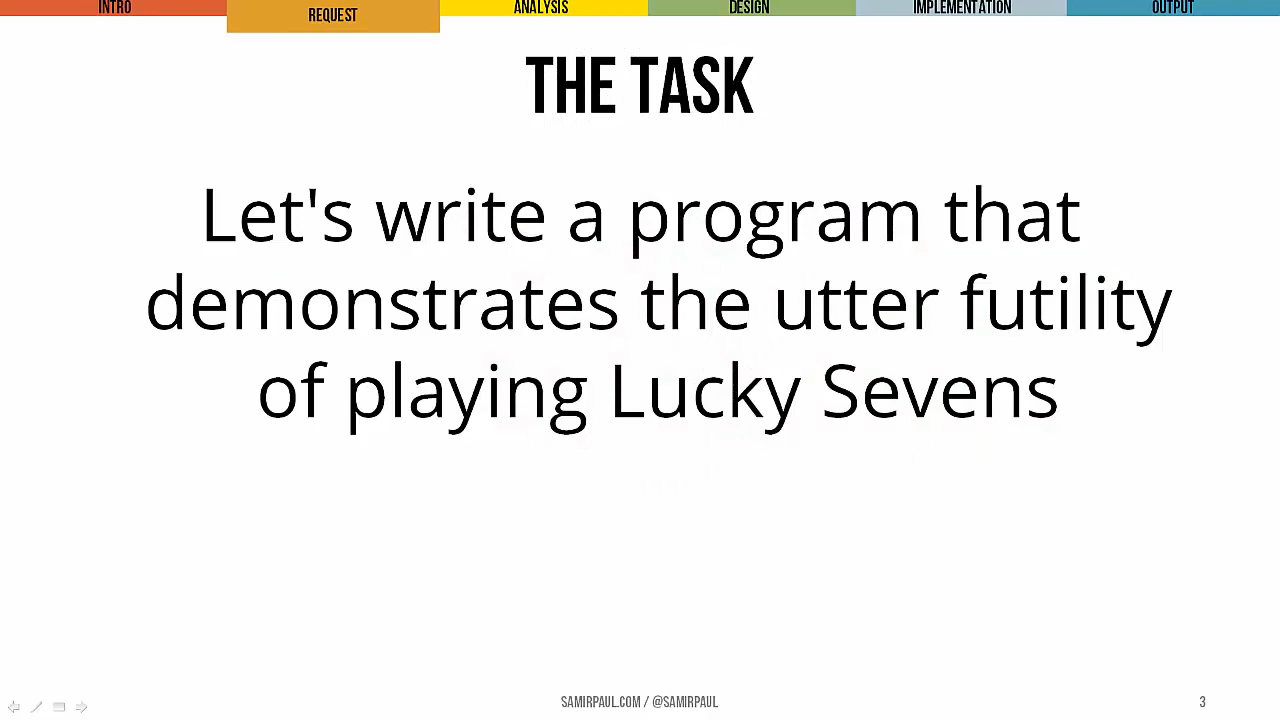 INTRO
REQUEST
ANALYSIS
DESIGN
IMPLEMENTATION
OUTPUT
THE TASK
Let's write a program that
demonstrates the utter futility
of playing Lucky Sevens
SAMIRPAUL.COM / @SAMIRPAUL
3